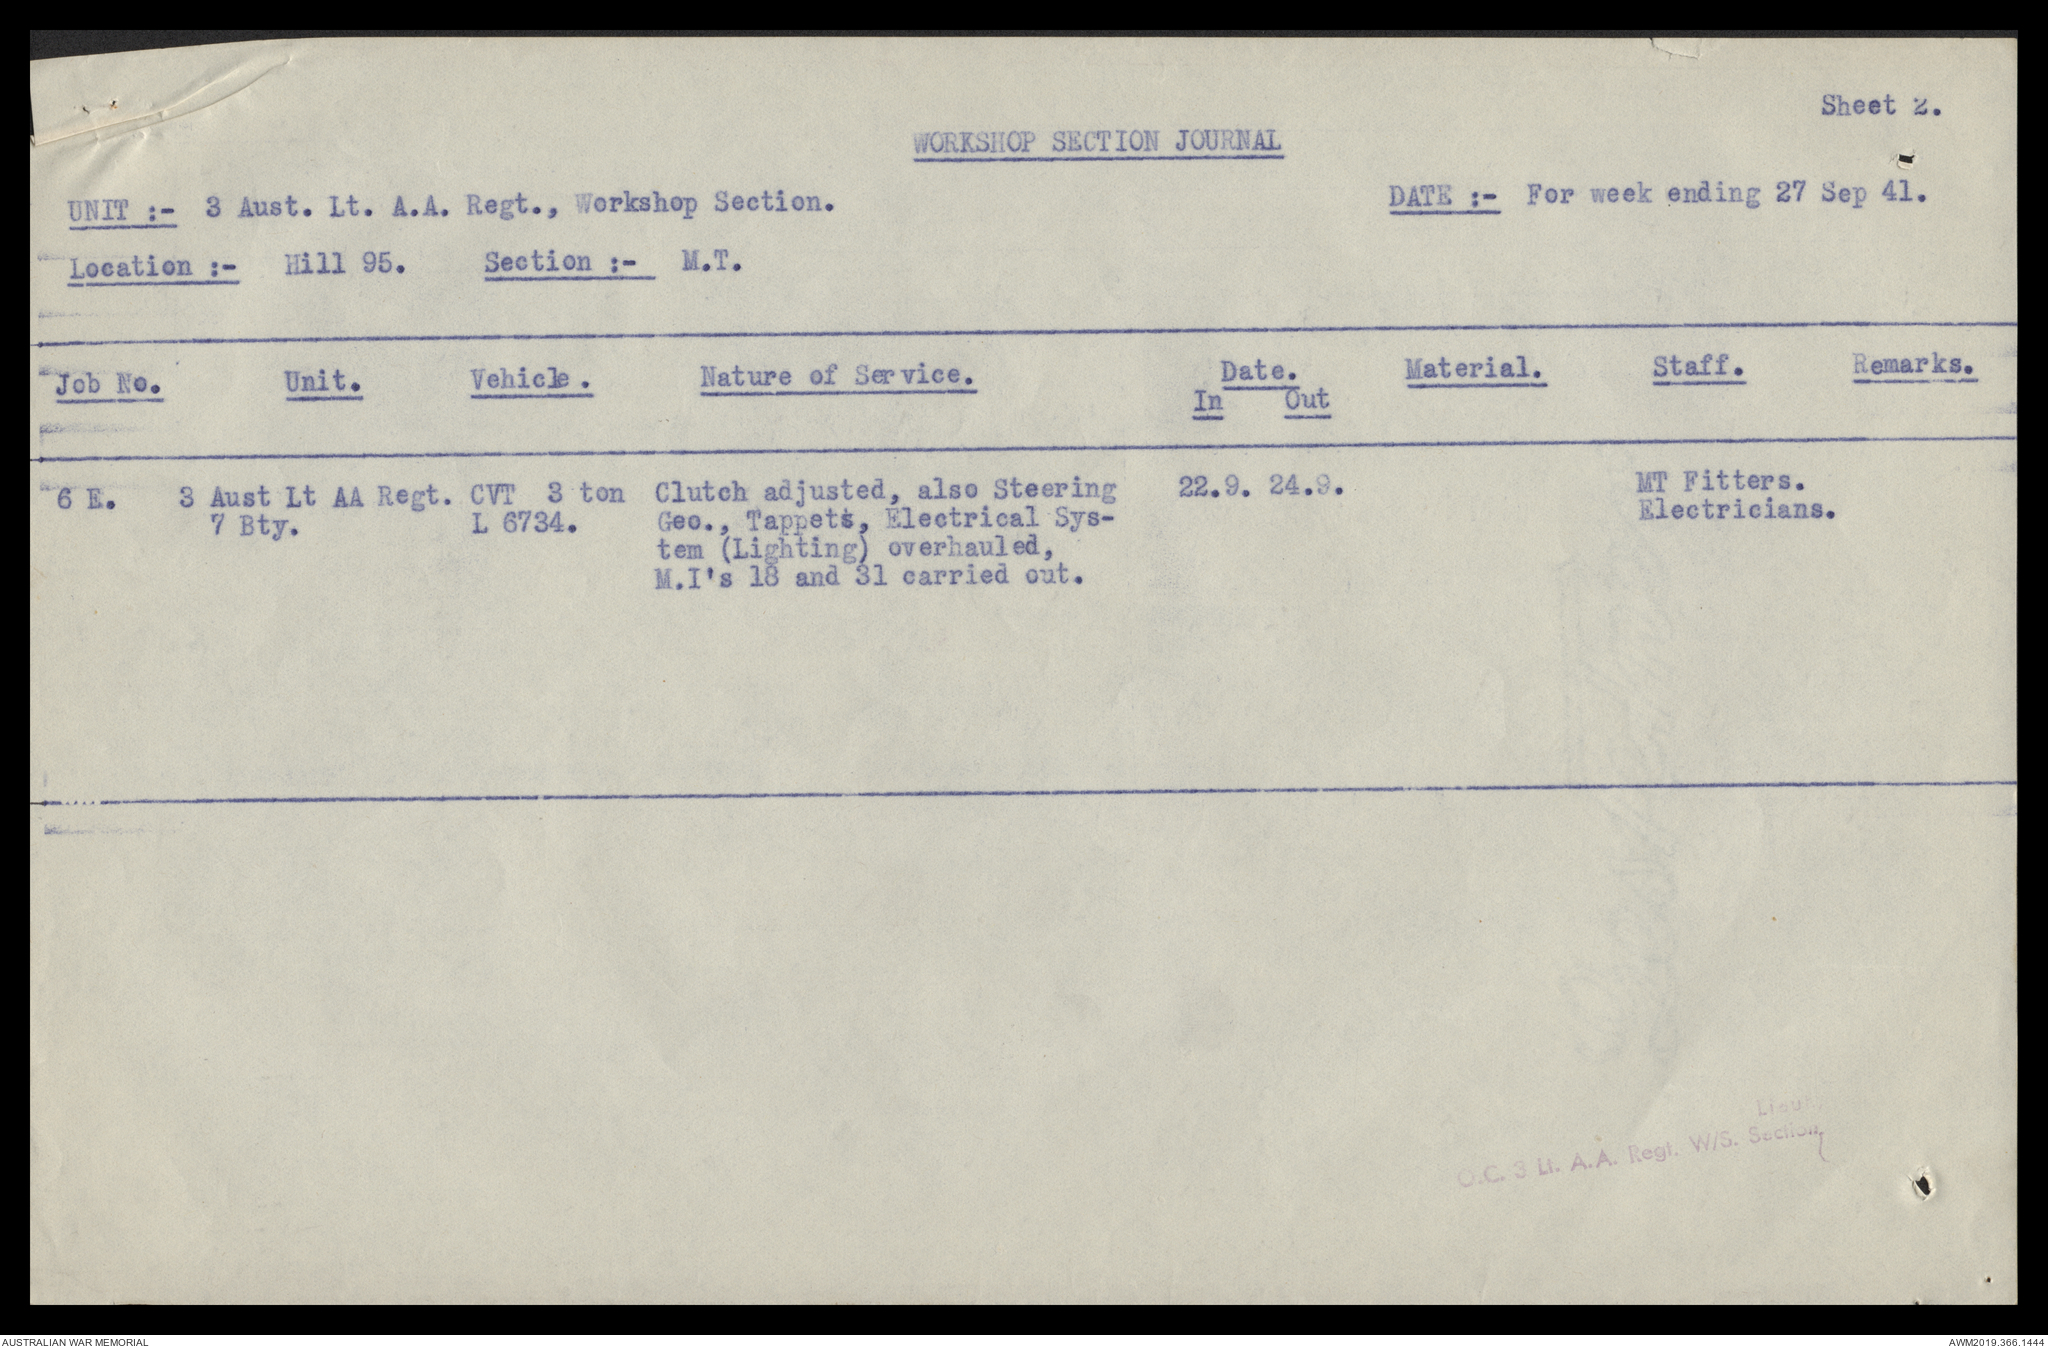 Sheet 2.
WORKSHOP SECTION JOURNAL
UNIT :- 3 Aust. Lt. A.A. Regt., Workshop Section.
DATE :- For week ending 27 Sep 41.
Location :- Hill 95. Section :- M.T.
Job No. Unit. Vehicle. Nature of Service. Date. Material. Staff. Remarks.
In Out
6 E. 3 Aust Lt AA Regt. CVT 3 ton Clutch adjusted, also Steering 22.9. 24.9. MT Fitters.
7 Bty. L 6734. Geo., Tappets, Electrical Sys- Electricians.
tem (Lighting) overhauled,
M.I's 18 and 31 carried out.
Lieut
O.C. 3 Lt. A.A. Regt. W/S. Section
AUSTRALIAN WAR MEMORIAL
AWM2019.366.1444